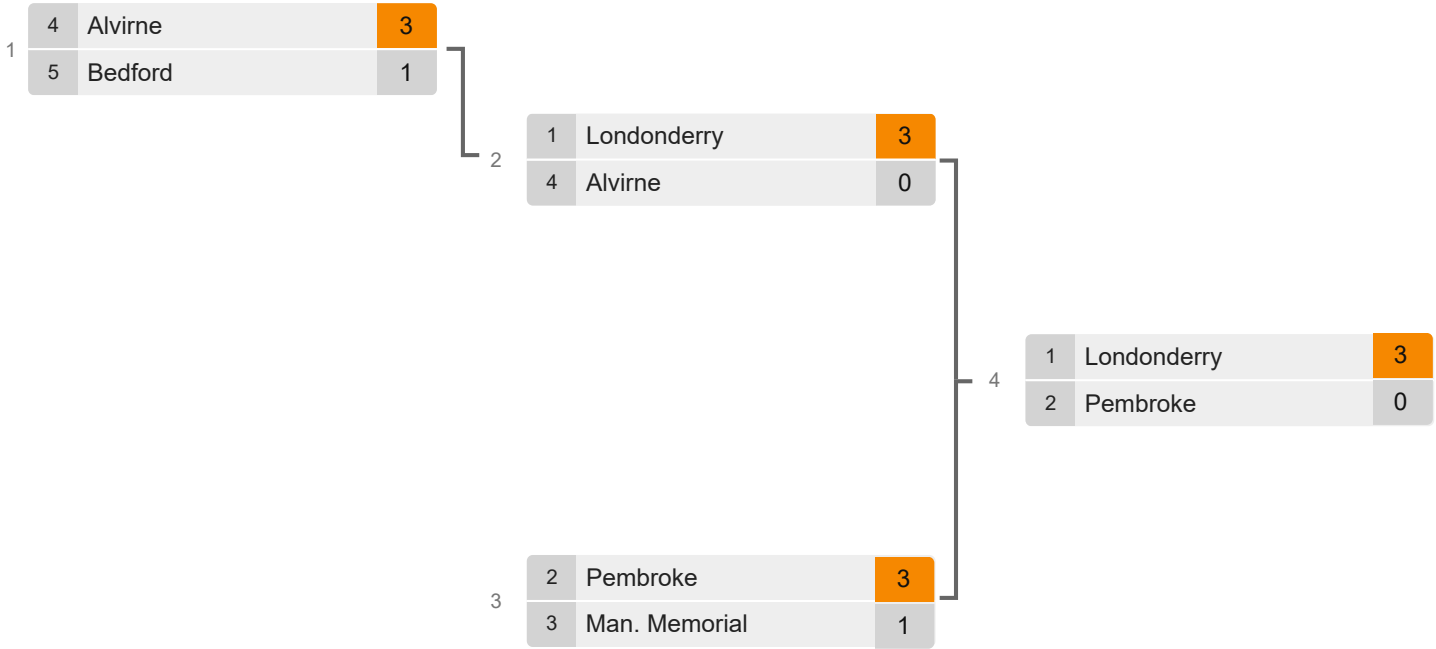 1
4 Alvirne 3
5 Bedford 1
2
1 Londonderry 3
4 Alvirne 0
4
1 Londonderry 3
2 Pembroke 0
3
2 Pembroke 3
3 Man. Memorial 1